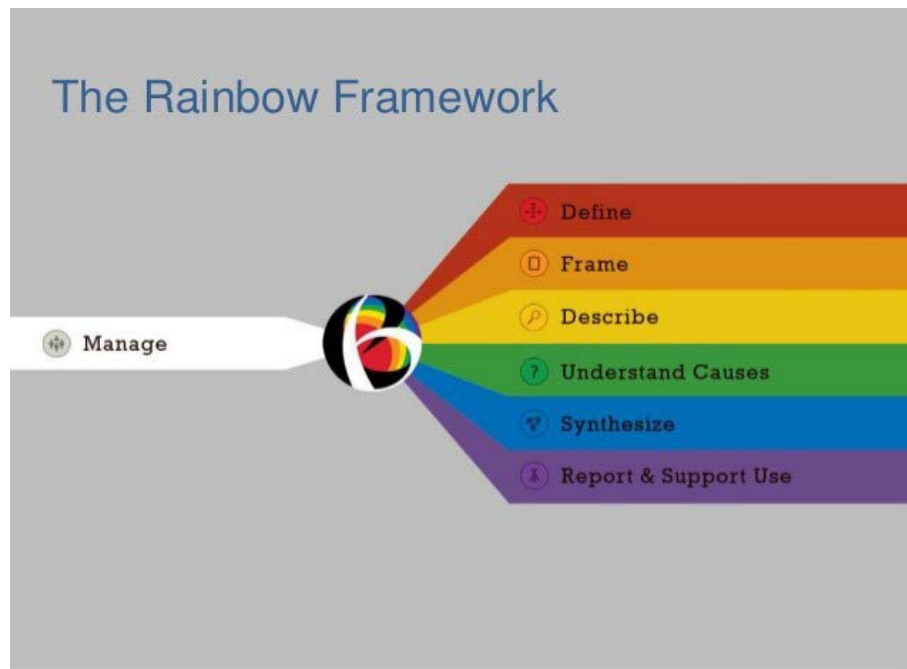 The Rainbow Framework
Manage
Define
Frame
Describe
Understand Causes
Synthesize
Report & Support Use